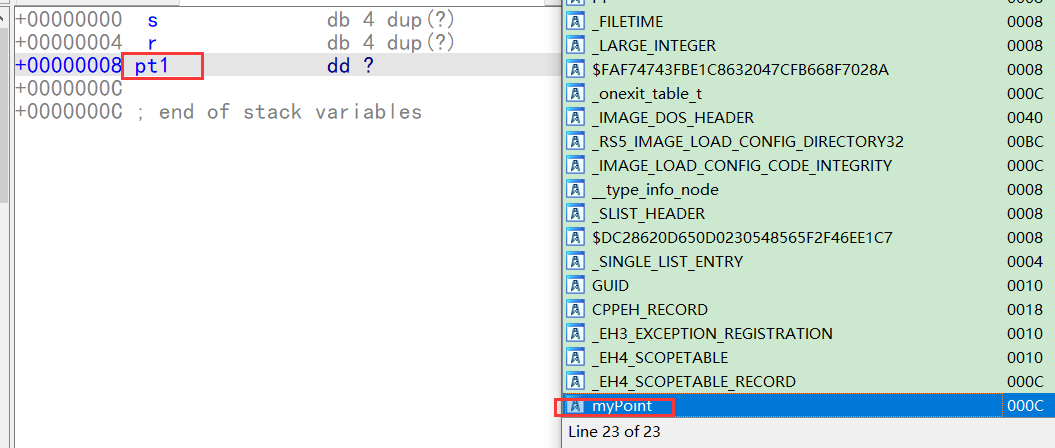 +00000000 s db 4 dup(?)
+00000004 r db 4 dup(?)
+00000008 pt1 dd ?
+0000000C
+0000000C ; end of stack variables
0008
_FILETIME 0008
_LARGE_INTEGER 0008
$FAF74743FBE1C8632047CFB668F7028A 0008
_onexit_table_t 000C
_IMAGE_DOS_HEADER 0040
_RS5_IMAGE_LOAD_CONFIG_DIRECTORY32 00BC
_IMAGE_LOAD_CONFIG_CODE_INTEGRITY 000C
__type_info_node 0008
_SLIST_HEADER 0008
$DC28620D650D0230548565F2F46EE1C7 0008
_SINGLE_LIST_ENTRY 0004
GUID 0010
CPPEH_RECORD 0018
_EH3_EXCEPTION_REGISTRATION 0010
_EH4_SCOPETABLE 0010
_EH4_SCOPETABLE_RECORD 000C
myPoint 000C
Line 23 of 23